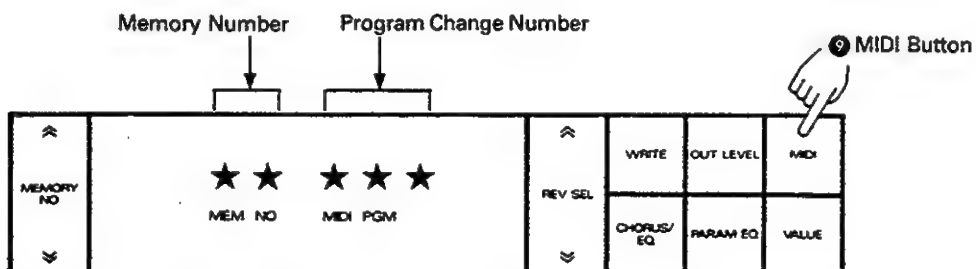 Memory Number Program Change Number
❾ MIDI Button
MEMORY
NO
★ ★ ★ ★ ★
MEM NO MIDI PGM
REV SEL
WRITE OUT LEVEL MIDI
CHORUS/
EQ PARAM EQ VALUE